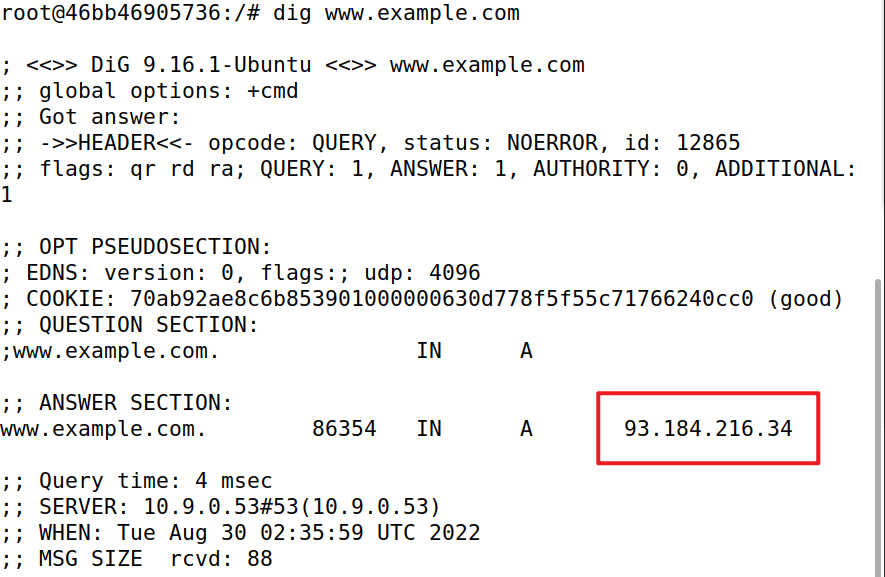 root@46bb46905736:/# dig www.example.com
; <<>> DiG 9.16.1-Ubuntu <<>> www.example.com
;; global options: +cmd
;; Got answer:
;; ->>HEADER<<- opcode: QUERY, status: NOERROR, id: 12865
;; flags: qr rd ra; QUERY: 1, ANSWER: 1, AUTHORITY: 0, ADDITIONAL:
1
;; OPT PSEUDOSECTION:
; EDNS: version: 0, flags:; udp: 4096
; COOKIE: 70ab92ae8c6b853901000000630d778f5f55c71766240cc0 (good)
;; QUESTION SECTION:
;www.example.com. IN A
;; ANSWER SECTION:
www.example.com. 86354 IN A 93.184.216.34
;; Query time: 4 msec
;; SERVER: 10.9.0.53#53(10.9.0.53)
;; WHEN: Tue Aug 30 02:35:59 UTC 2022
;; MSG SIZE rcvd: 88